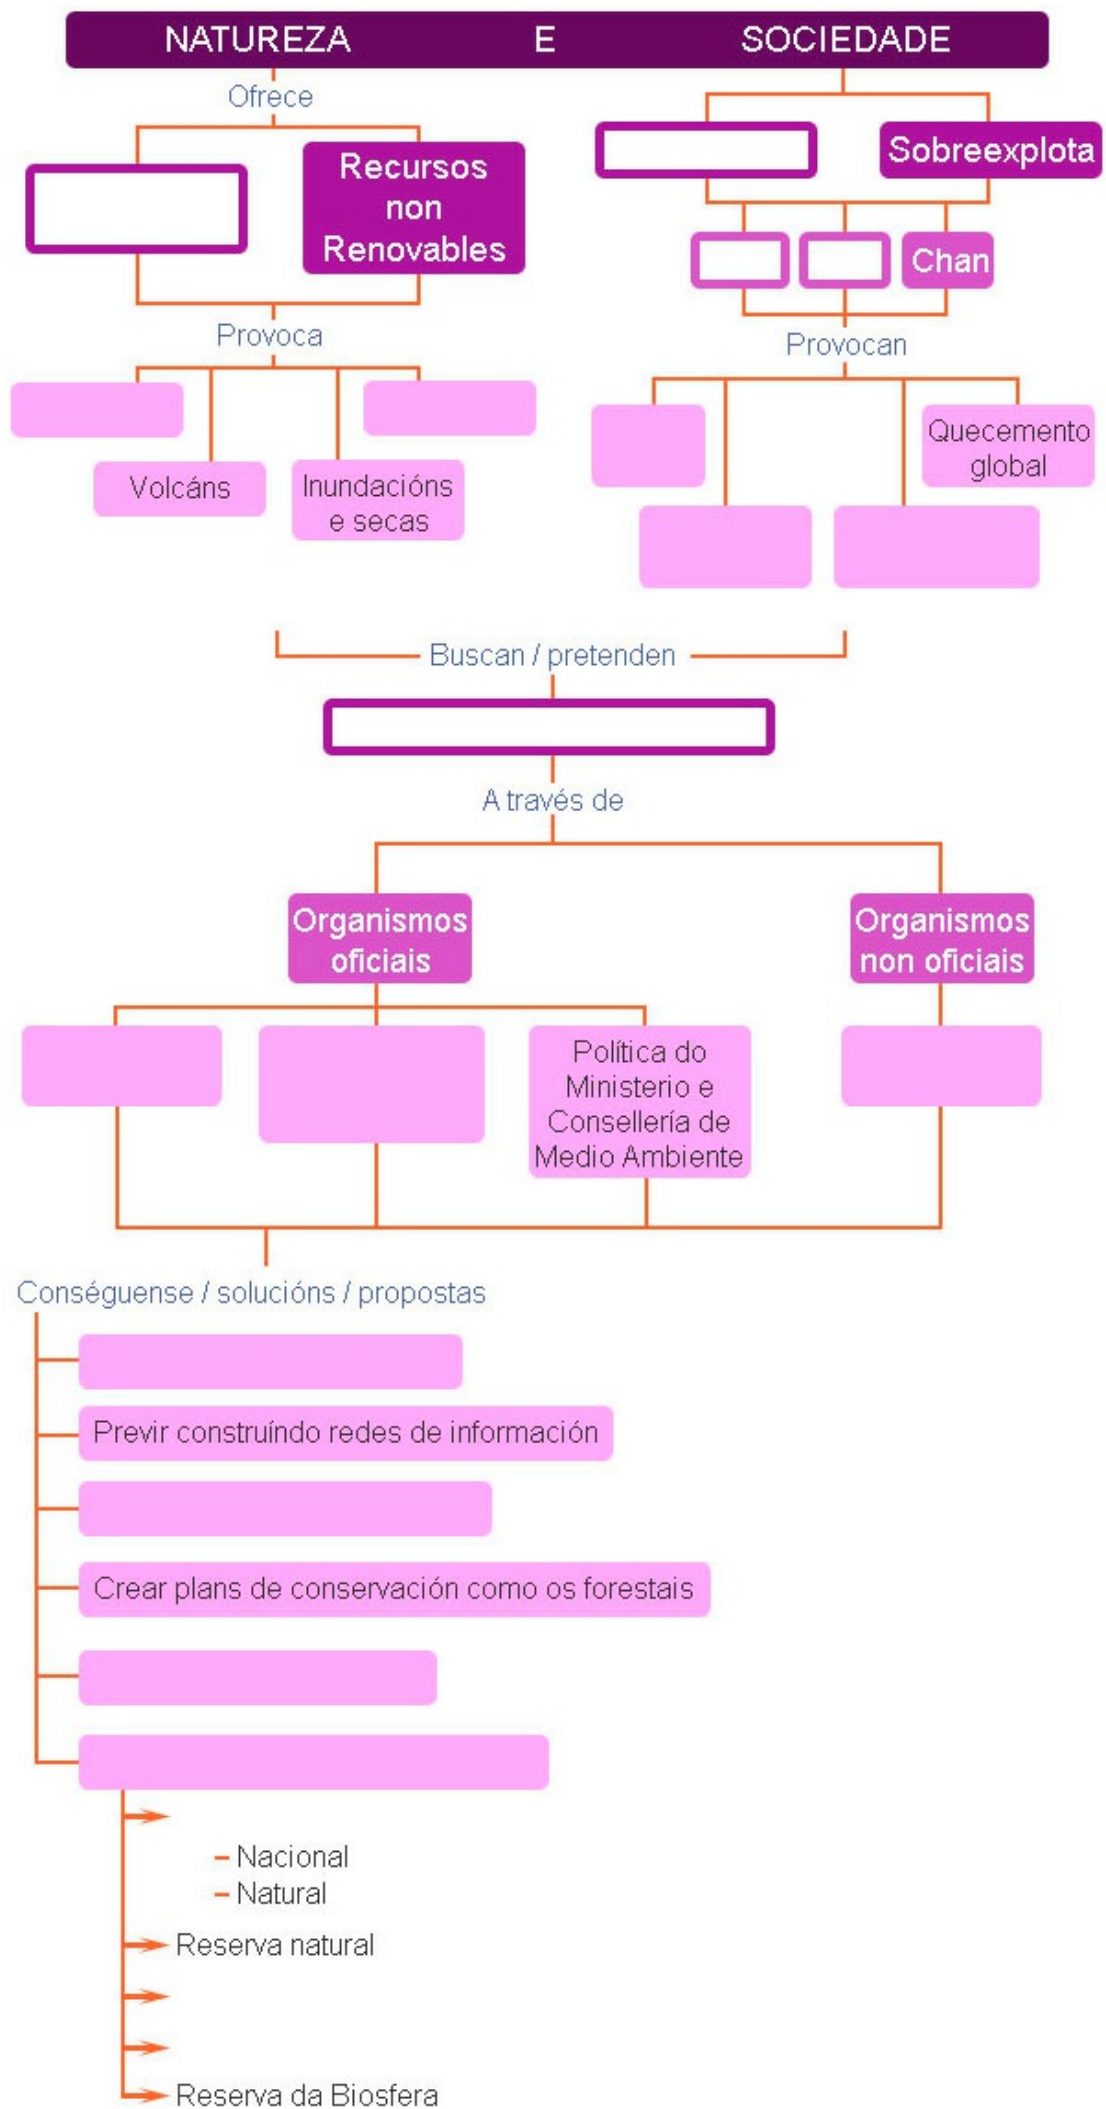 NATUREZA E SOCIEDADE
Ofrece
Recursos
non
Renovables
Sobreexplota
Chan
Provoca
Provocan
Volcáns
Inundacións
e secas
Quecemento
global
Buscan / pretenden
A través de
Organismos
oficiais
Organismos
non oficiais
Política do
Ministerio e
Consellería de
Medio Ambiente
Conséguense / solucións / propostas
Previr construíndo redes de información
Crear plans de conservación como os forestais
– Nacional
– Natural
Reserva natural
Reserva da Biosfera